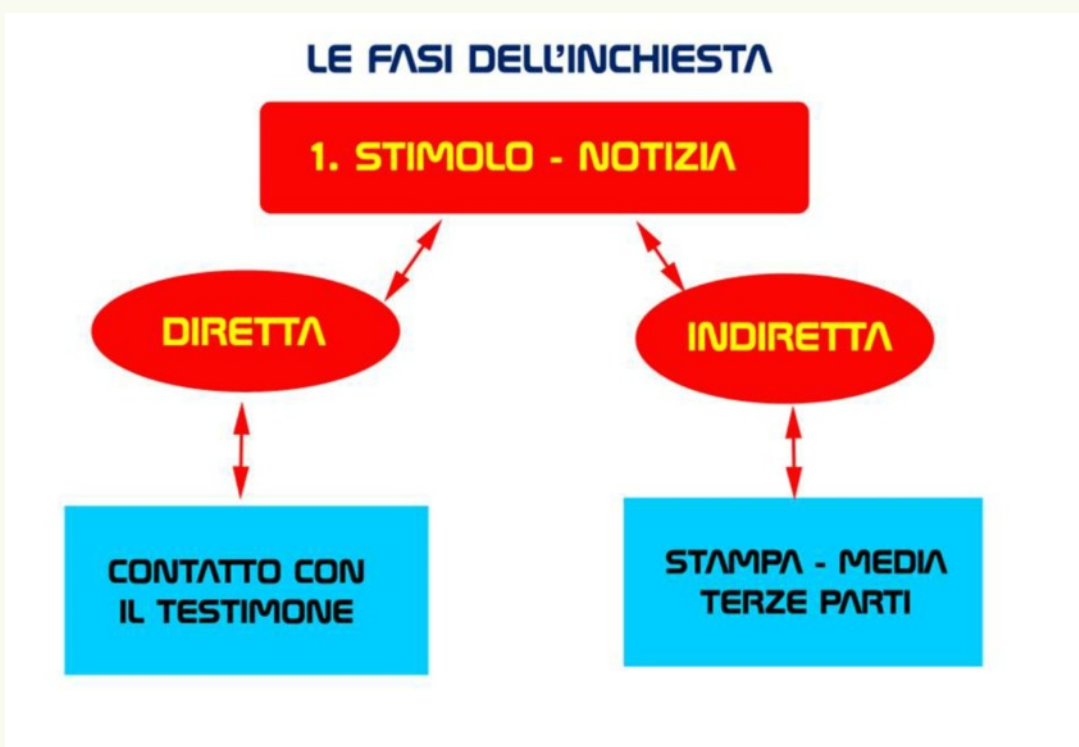 LE FASI DELL'INCHIESTA
1. STIMOLO - NOTIZIA
DIRETTA
INDIRETTA
CONTATTO CON
IL TESTIMONE
STAMPA - MEDIA
TERZE PARTI